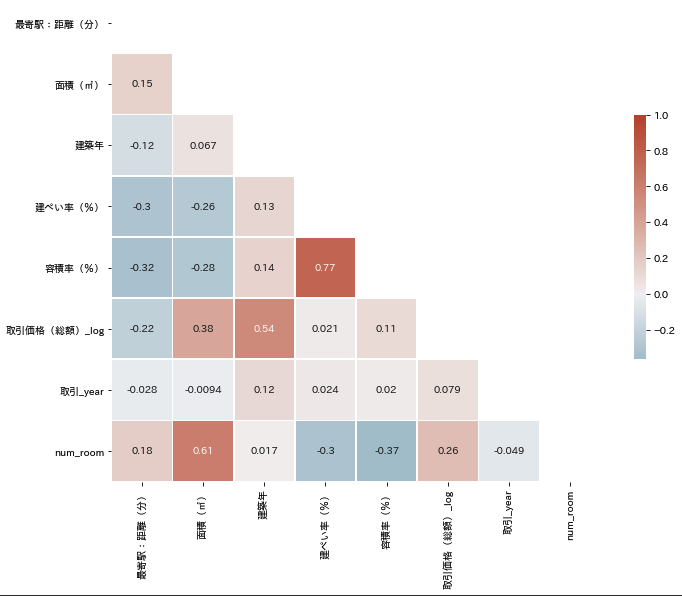 最寄駅：距離（分）
面積（㎡）
0.15
建築年
-0.12 0.067
建ぺい率（％）
-0.3 -0.26 0.13
容積率（％）
-0.32 -0.28 0.14 0.77
取引価格（総額）_log
-0.22 0.38 0.54 0.021 0.11
取引_year
-0.028 -0.0094 0.12 0.024 0.02 0.079
num_room
0.18 0.61 0.017 -0.3 -0.37 0.26 -0.049
最寄駅：距離（分）
面積（㎡）
建築年
建ぺい率（％）
容積率（％）
取引価格（総額）_log
取引_year
num_room
1.0
0.8
0.6
0.4
0.2
0.0
−0.2